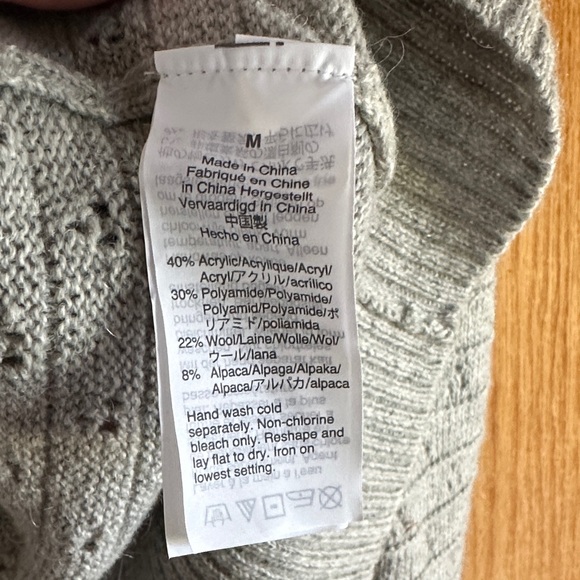 M
Made in China
Fabriqué en Chine
in China Hergestellt
Vervaardigd in China
中国製
Hecho en China
40% Acrylic/Acrylique/Acryl/
Acryl/アクリル/acrilico
30% Polyamide/Polyamide/
Polyamid/Polyamide/ポ
リアミド/poliamida
22% Wool/Laine/Wolle/Wol/
ウール/lana
8% Alpaca/Alpaga/Alpaka/
Alpaca/アルパカ/alpaca
Hand wash cold
separately. Non-chlorine
bleach only. Reshape and
lay flat to dry. Iron on
lowest setting.